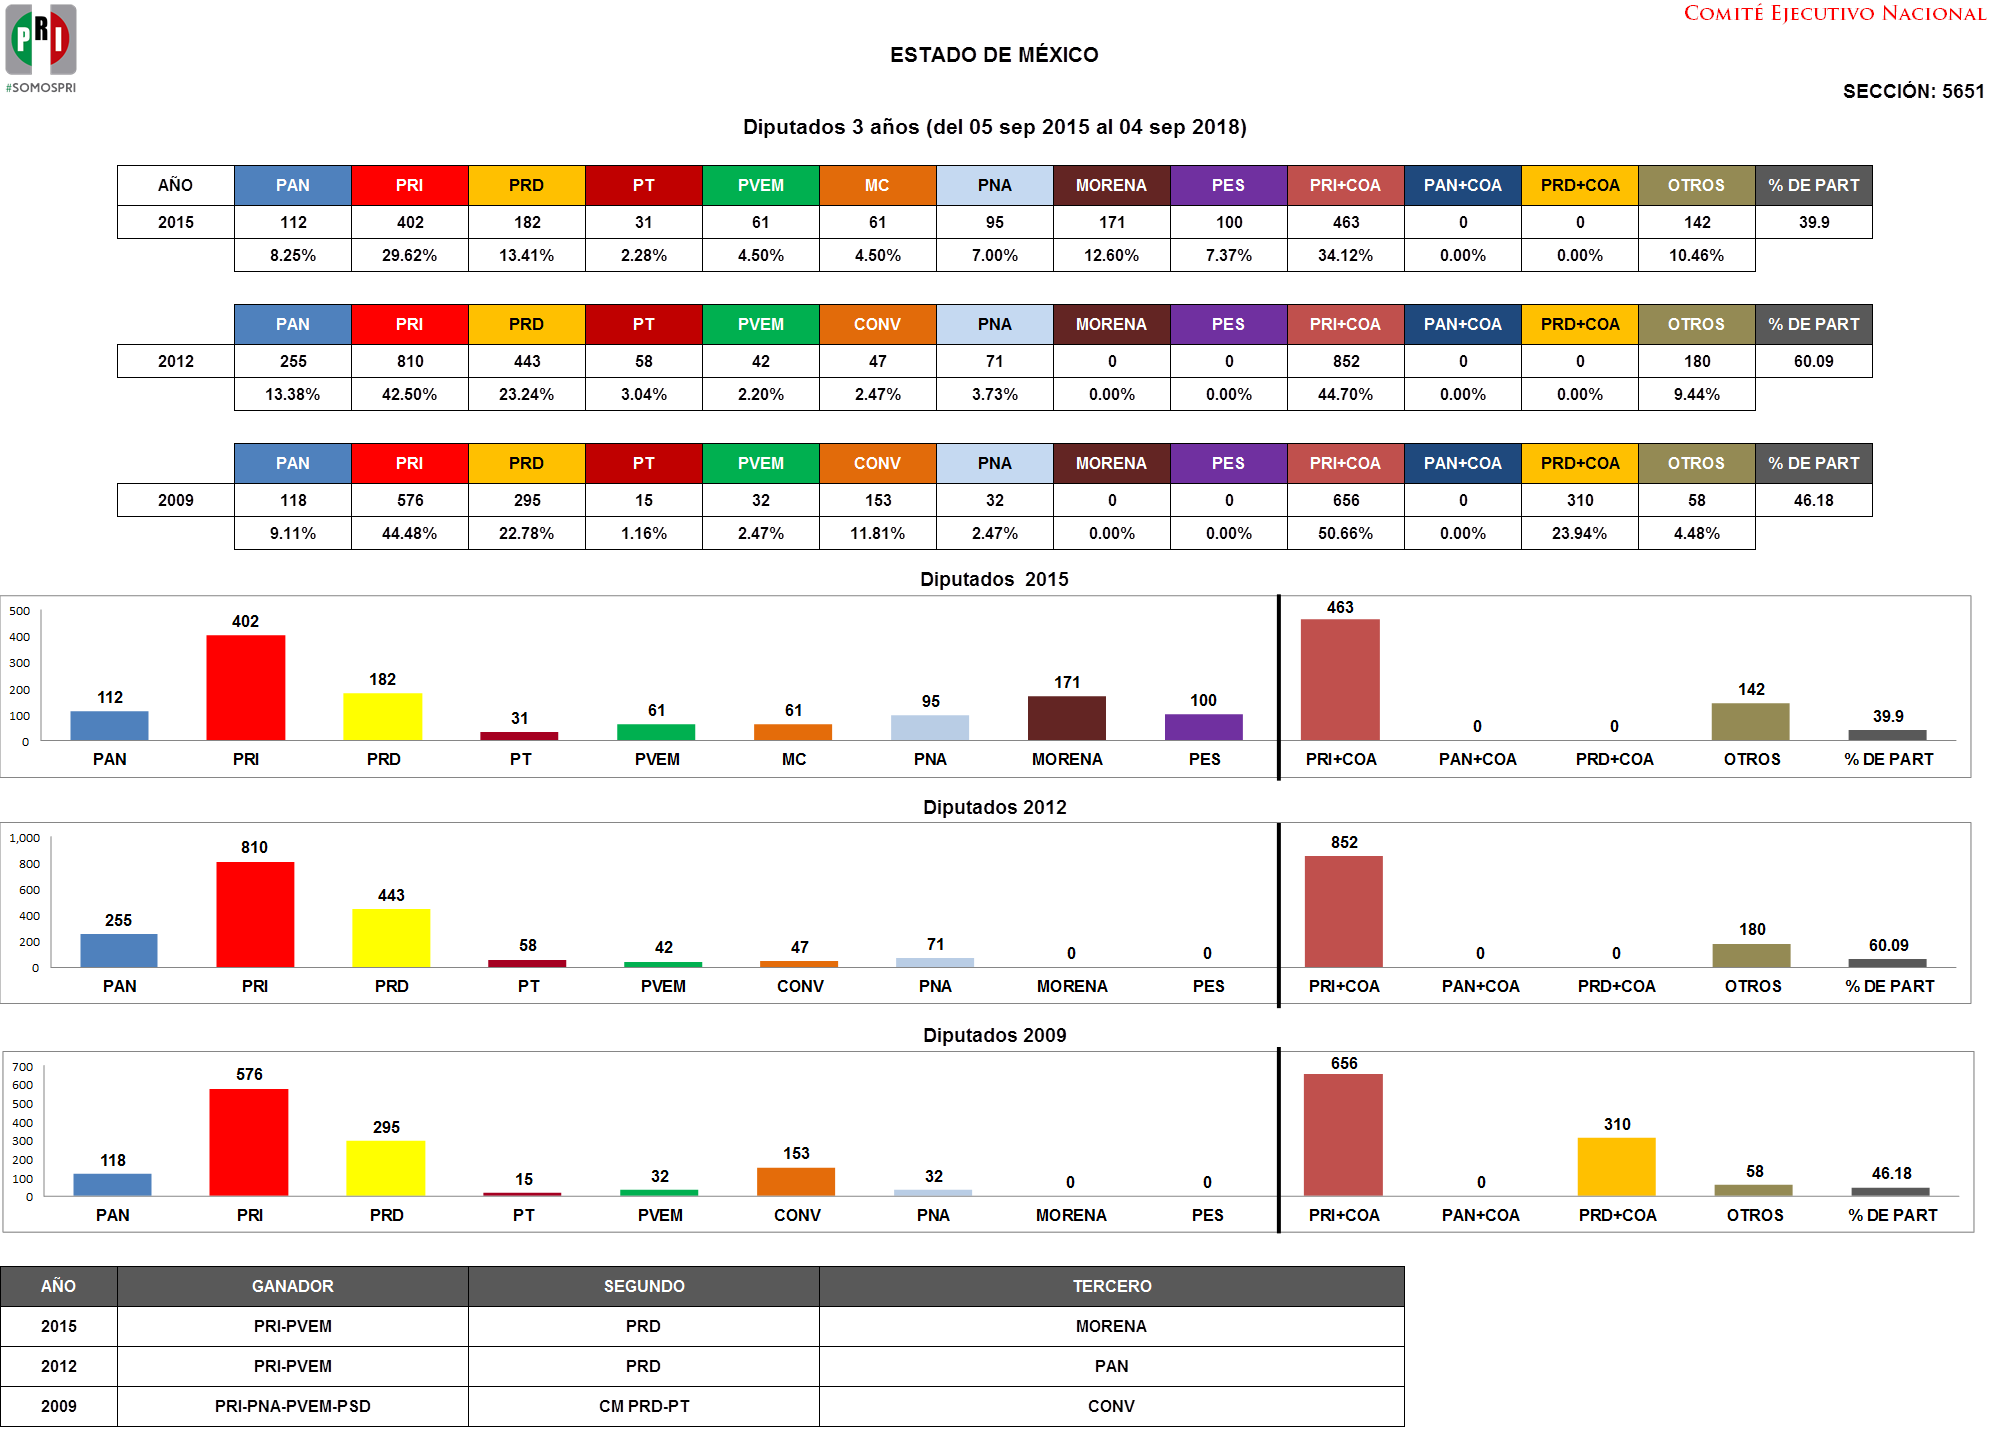 PRI
#SOMOSPRI
COMITÉ EJECUTIVO NACIONAL
ESTADO DE MÉXICO
SECCIÓN: 5651
Diputados 3 años (del 05 sep 2015 al 04 sep 2018)
AÑO PAN PRI PRD PT PVEM MC PNA MORENA PES PRI+COA PAN+COA PRD+COA OTROS % DE PART
2015 112 402 182 31 61 61 95 171 100 463 0 0 142 39.9
8.25% 29.62% 13.41% 2.28% 4.50% 4.50% 7.00% 12.60% 7.37% 34.12% 0.00% 0.00% 10.46%
PAN PRI PRD PT PVEM CONV PNA MORENA PES PRI+COA PAN+COA PRD+COA OTROS % DE PART
2012 255 810 443 58 42 47 71 0 0 852 0 0 180 60.09
13.38% 42.50% 23.24% 3.04% 2.20% 2.47% 3.73% 0.00% 0.00% 44.70% 0.00% 0.00% 9.44%
PAN PRI PRD PT PVEM CONV PNA MORENA PES PRI+COA PAN+COA PRD+COA OTROS % DE PART
2009 118 576 295 15 32 153 32 0 0 656 0 310 58 46.18
9.11% 44.48% 22.78% 1.16% 2.47% 11.81% 2.47% 0.00% 0.00% 50.66% 0.00% 23.94% 4.48%
Diputados 2015
500
400
300
200
100
0
112 402 182 31 61 61 95 171 100 463 0 0 142 39.9
PAN PRI PRD PT PVEM MC PNA MORENA PES PRI+COA PAN+COA PRD+COA OTROS % DE PART
Diputados 2012
1,000
800
600
400
200
0
255 810 443 58 42 47 71 0 0 852 0 0 180 60.09
PAN PRI PRD PT PVEM CONV PNA MORENA PES PRI+COA PAN+COA PRD+COA OTROS % DE PART
Diputados 2009
700
600
500
400
300
200
100
0
118 576 295 15 32 153 32 0 0 656 0 310 58 46.18
PAN PRI PRD PT PVEM CONV PNA MORENA PES PRI+COA PAN+COA PRD+COA OTROS % DE PART
AÑO GANADOR SEGUNDO TERCERO
2015 PRI-PVEM PRD MORENA
2012 PRI-PVEM PRD PAN
2009 PRI-PNA-PVEM-PSD CM PRD-PT CONV